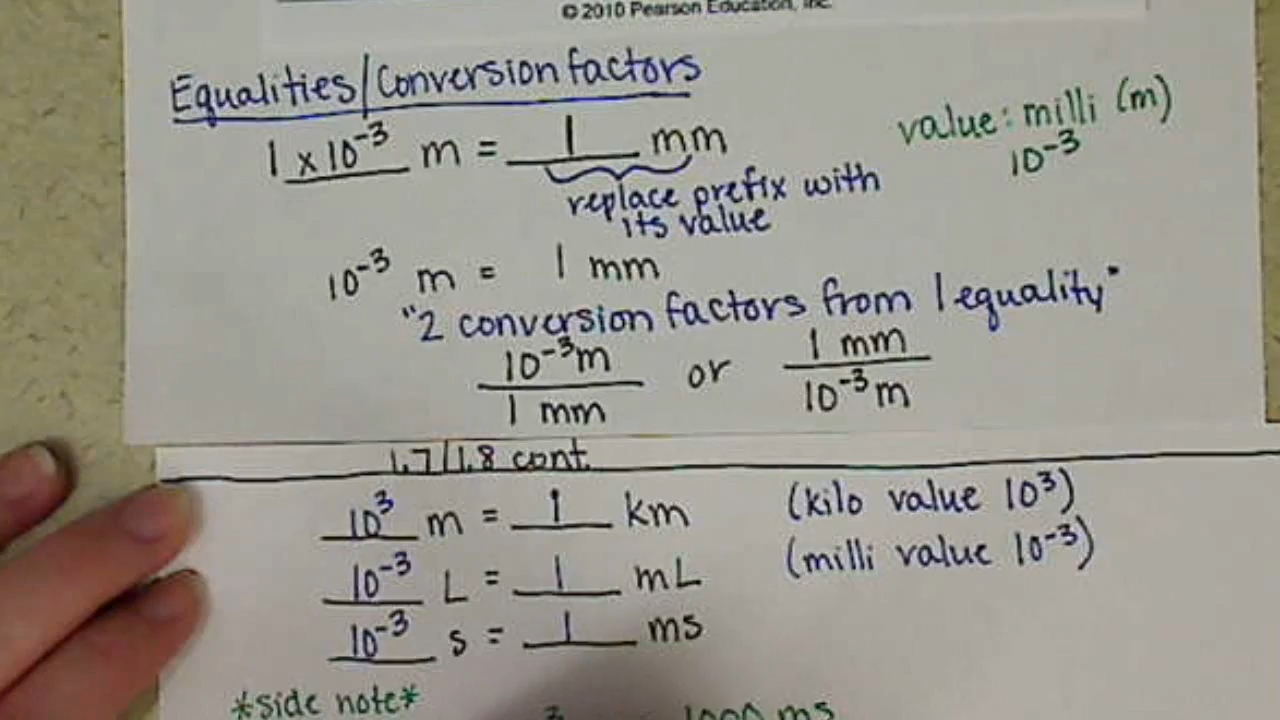 © 2010 Pearson Education, Inc.
Equalities/Conversion factors
1 x 10⁻³ m = 1 mm
value: milli (m)
10⁻³
replace prefix with
its value
10⁻³ m = 1 mm
"2 conversion factors from 1 equality"
10⁻³m or 1 mm
1 mm 10⁻³m
1.7/1.8 cont.
10³ m = 1 km (kilo value 10³)
10⁻³ L = 1 mL (milli value 10⁻³)
10⁻³ s = 1 ms
*side note*
1000 ms